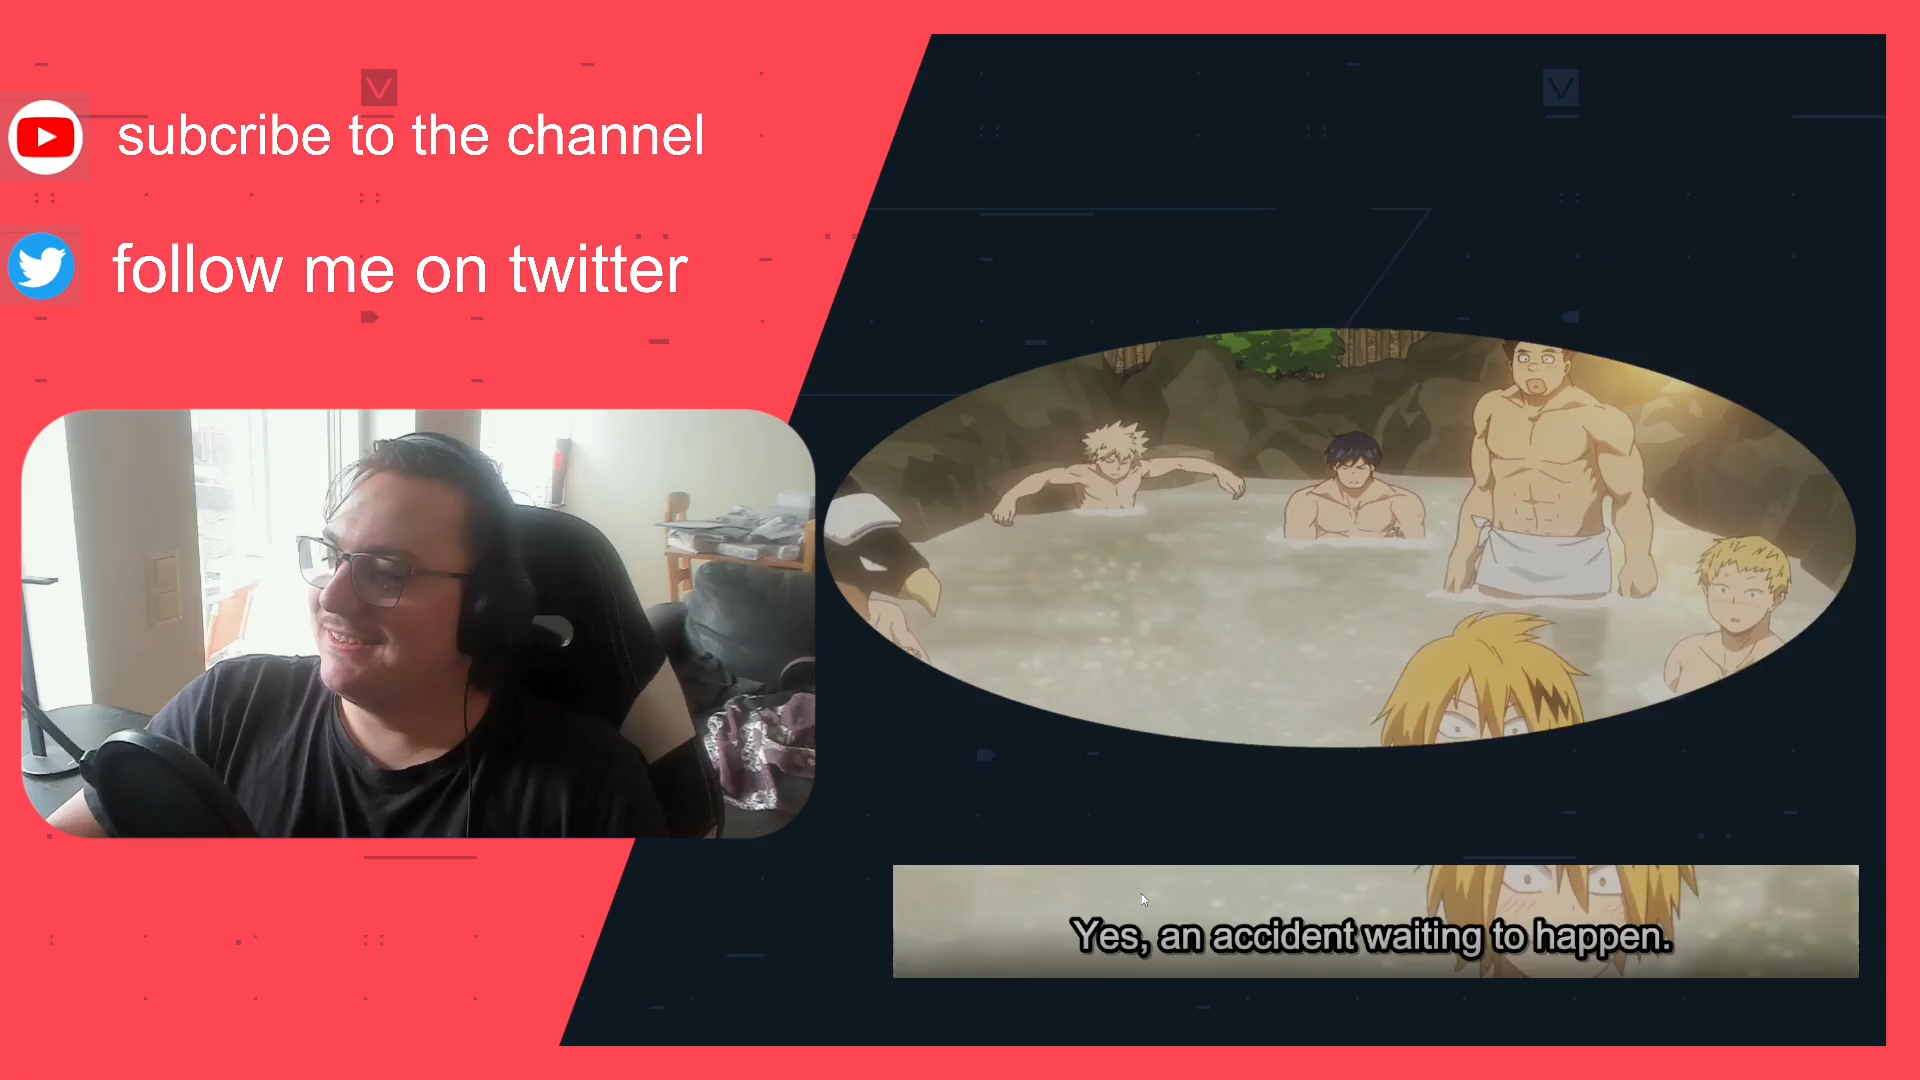 subcribe to the channel
follow me on twitter
Yes, an accident waiting to happen.